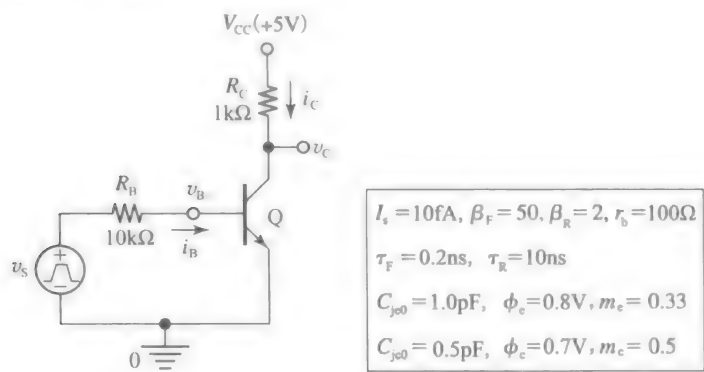 V_CC(+5V)
R_C
1kΩ
i_C
v_C
R_B
10kΩ
v_B
i_B
Q
v_S
0
I_s = 10fA, β_F = 50, β_R = 2, r_b = 100Ω
τ_F = 0.2ns, τ_R = 10ns
C_je0 = 1.0pF, φ_e = 0.8V, m_e = 0.33
C_jc0 = 0.5pF, φ_c = 0.7V, m_c = 0.5